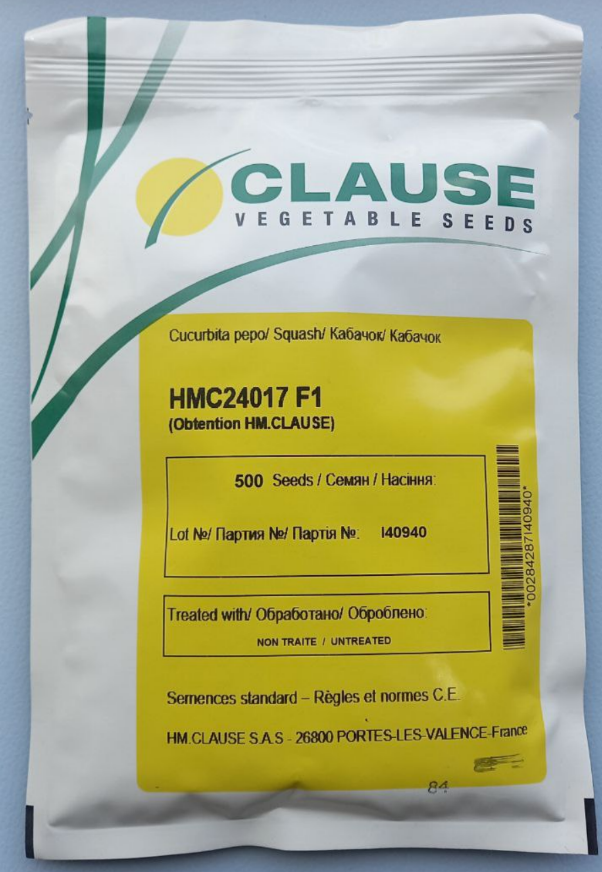 CLAUSE
VEGETABLE SEEDS
Cucurbita pepo/ Squash/ Кабачок/ Кабачок
HMC24017 F1
(Obtention HM.CLAUSE)
500 Seeds / Семян / Насіння:
Lot №/ Партия №/ Партія №: I40940
*00284287140940*
Treated with/ Обработано/ Оброблено:
NON TRAITE / UNTREATED
Semences standard – Règles et normes C.E.
HM.CLAUSE S.A.S - 26800 PORTES-LES-VALENCE-France
84